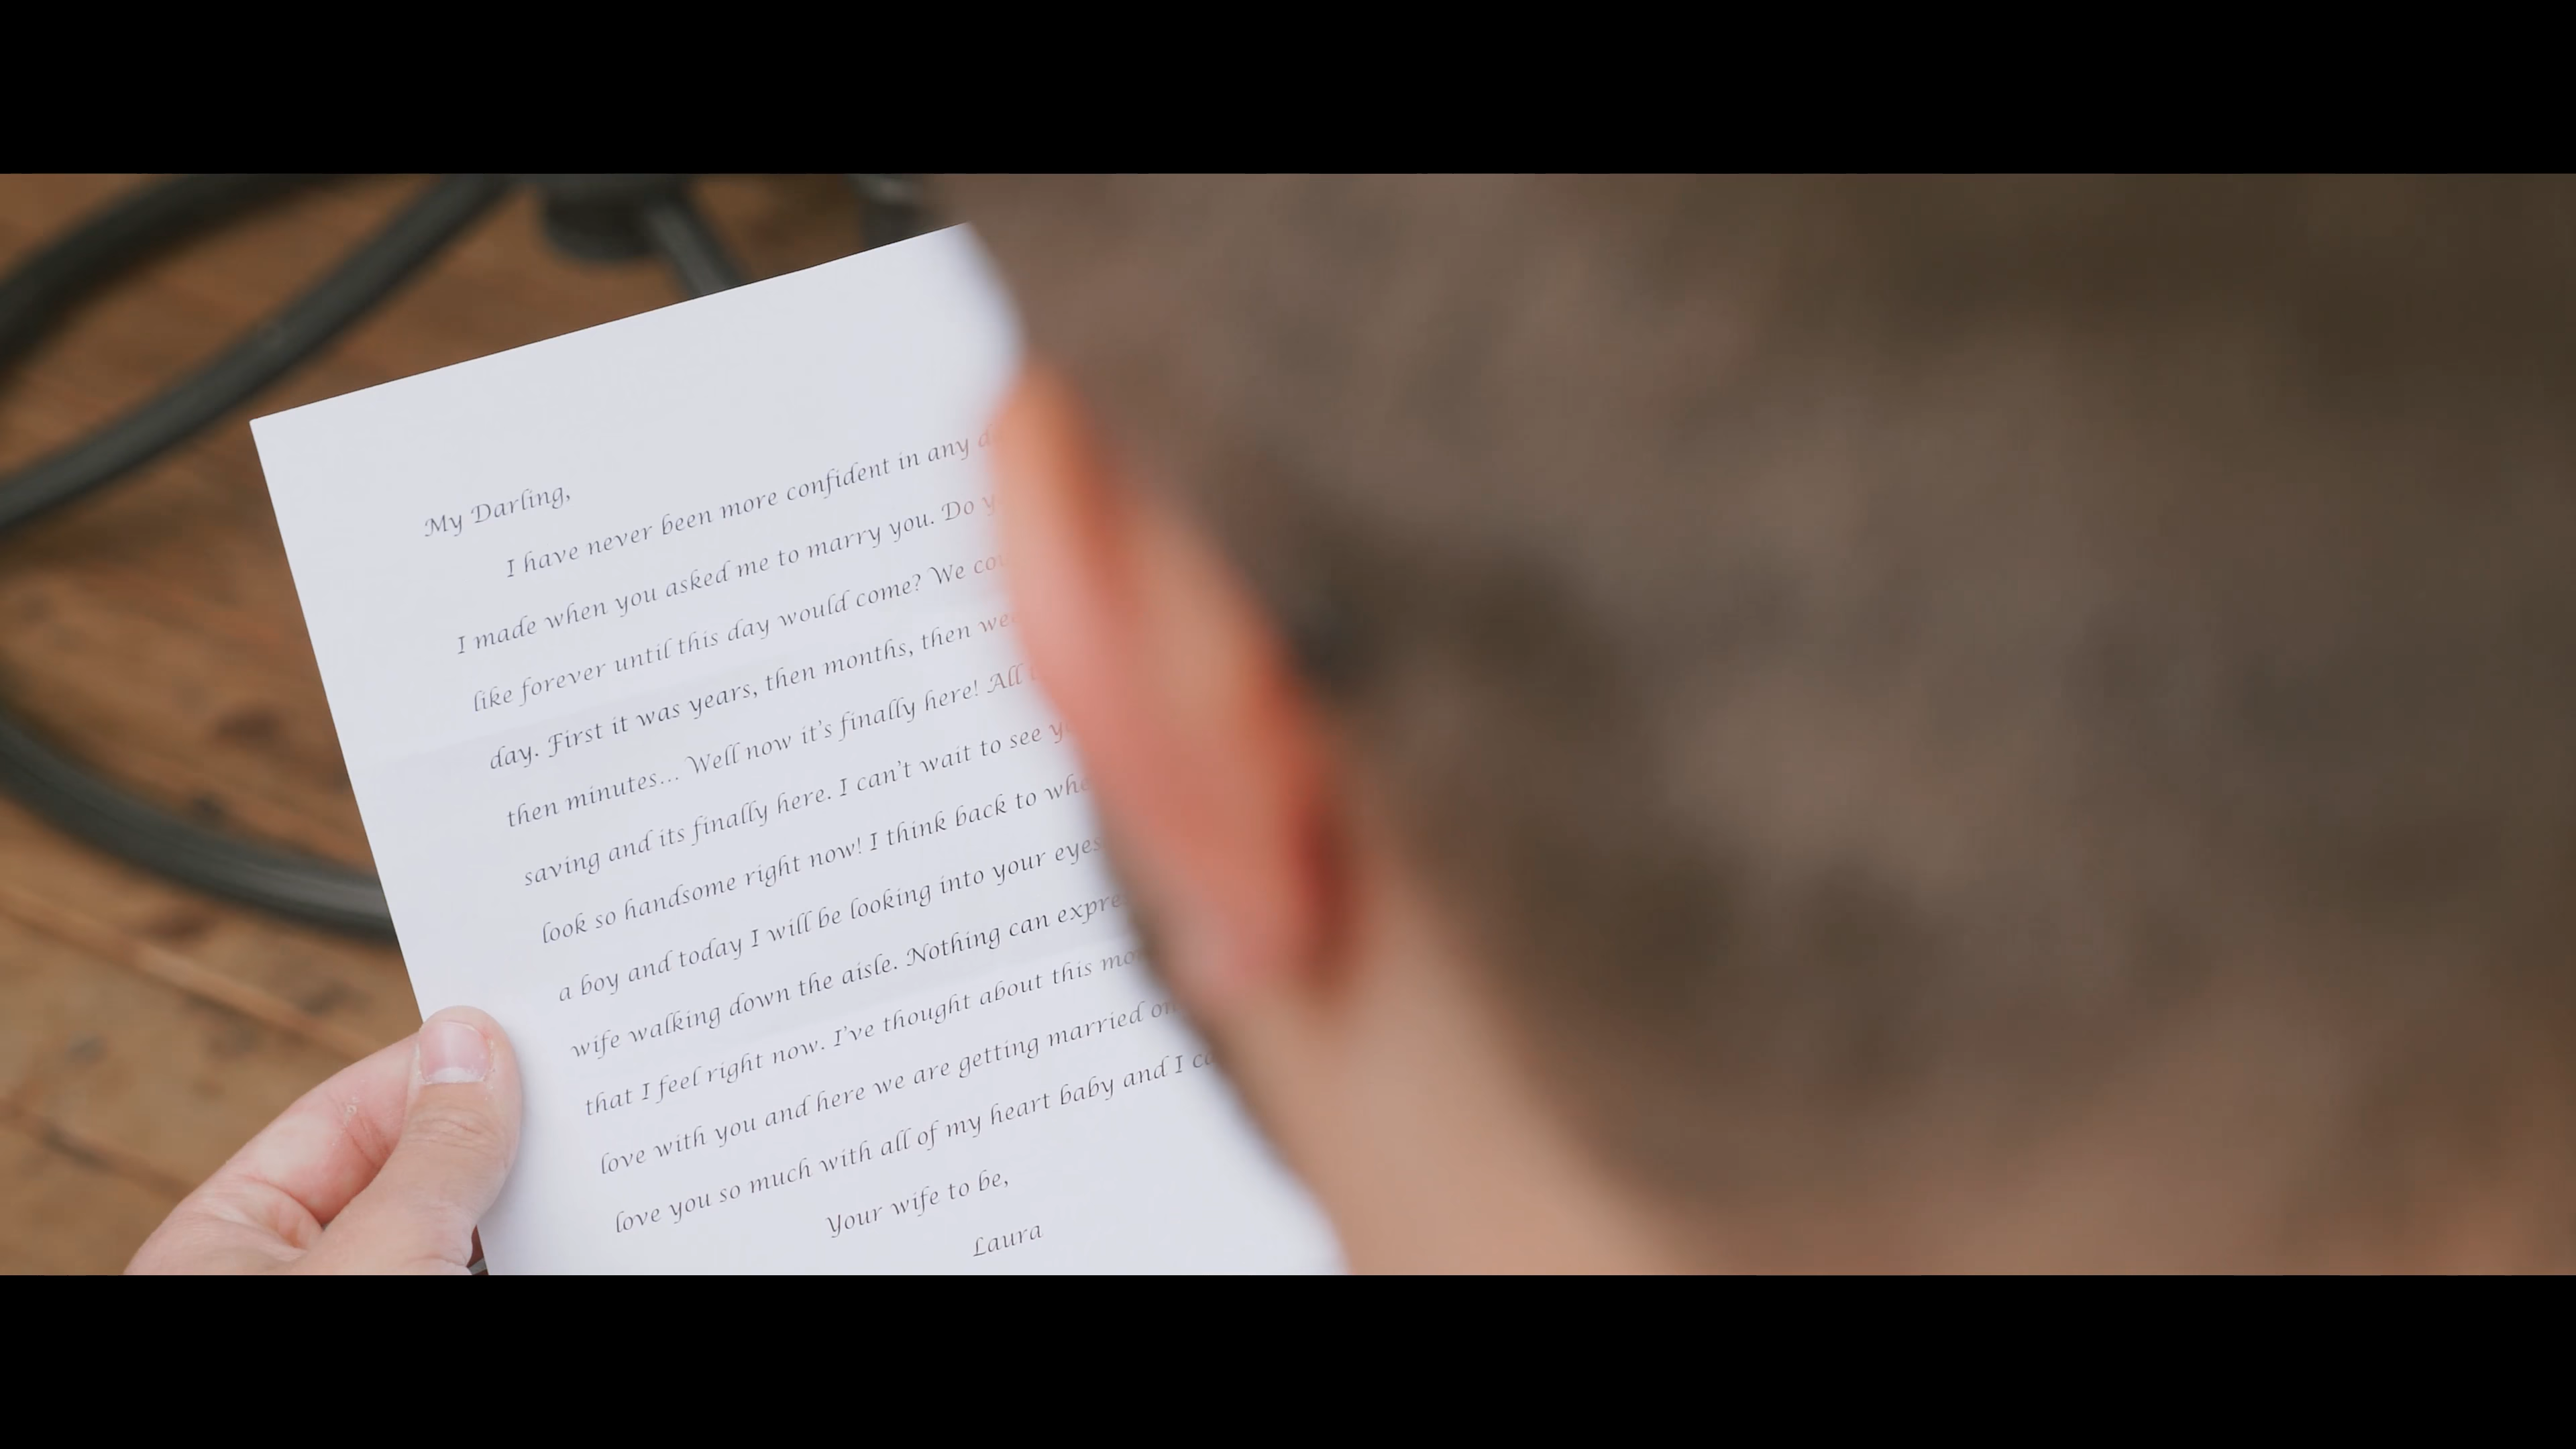 My Darling,
I have never been more confident in any
I made when you asked me to marry you. Do
like forever until this day would come? We
day. First it was years, then months, then
then minutes... Well now it's finally here! All
saving and its finally here. I can't wait to see
look so handsome right now! I think back to
a boy and today I will be looking into your eyes
wife walking down the aisle. Nothing can
that I feel right now. I've thought about this
love with you and here we are getting married
love you so much with all of my heart baby and I
Your wife to be,
Laura